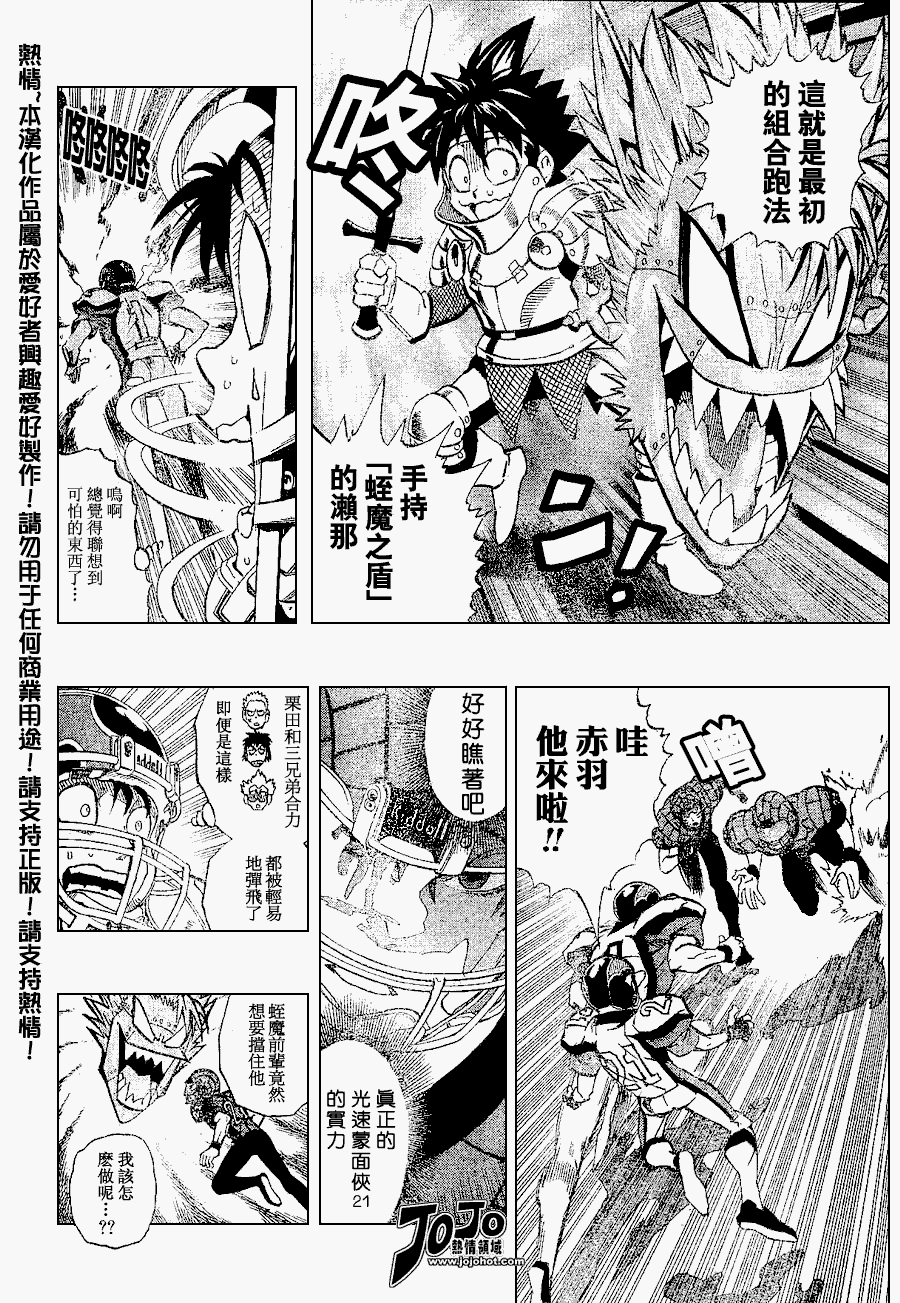 這就是最初
的組合跑法
咚
手持
「蛭魔之盾」
的瀨那
咚咚咚咚
嗚啊
總覺得聯想到
可怕的東西了…
哇
赤羽
他來啦!!
噌
好好瞧著吧
iddell
真正的
光速蒙面俠
21
的實力
栗田和三兄弟合力
即便是這樣
都被輕易
地彈飛了
iddell
蛭魔前輩竟然
想要擋住他
我該怎
麽做呢…??
熱情、本漢化作品屬於愛好者興趣愛好製作！請勿用于任何商業用途！請支持正版！請支持熱情！
JOJO
熱情領域
www.jojohot.com